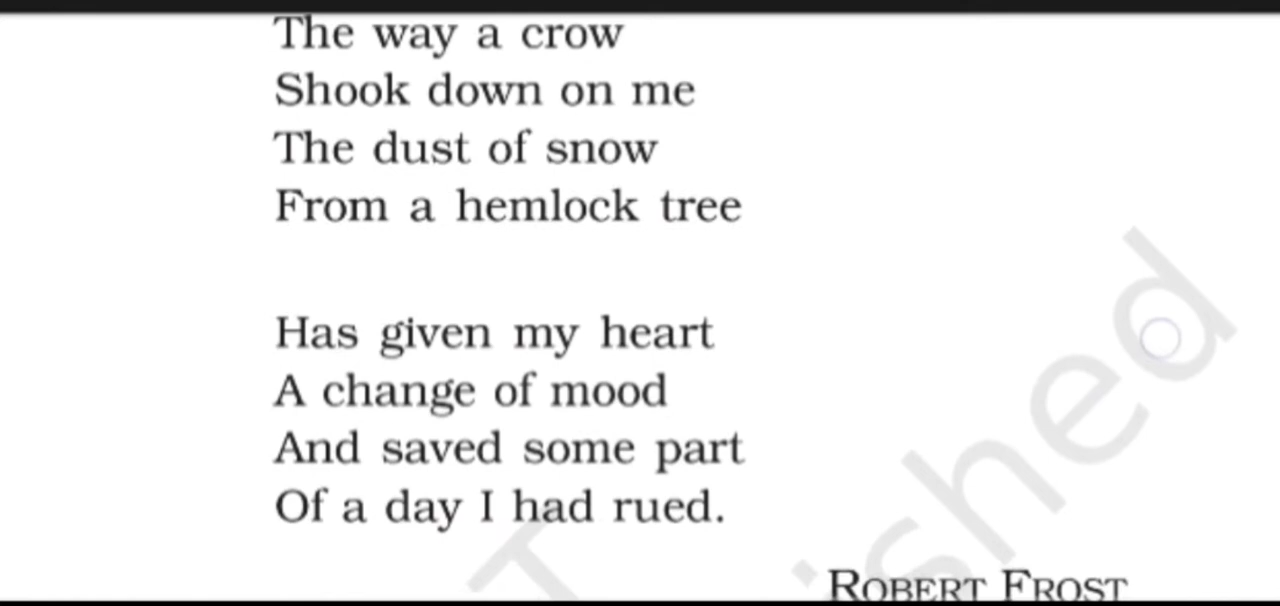 The way a crow
Shook down on me
The dust of snow
From a hemlock tree
Has given my heart
A change of mood
And saved some part
Of a day I had rued.
ROBERT FROST